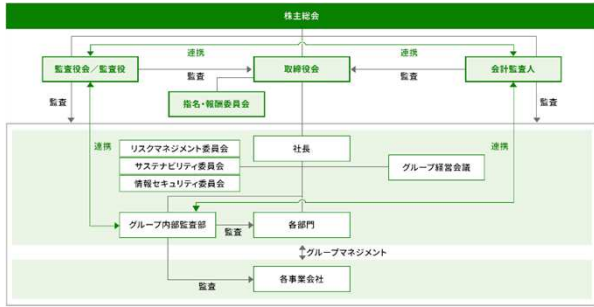 株主総会
連携
連携
監査役会／監査役
監査
取締役会
監査
会計監査人
指名・報酬委員会
監査
監査
連携
リスクマネジメント委員会
サステナビリティ委員会
情報セキュリティ委員会
社長
グループ経営会議
連携
グループ内部監査部
監査
各部門
グループマネジメント
監査
各事業会社